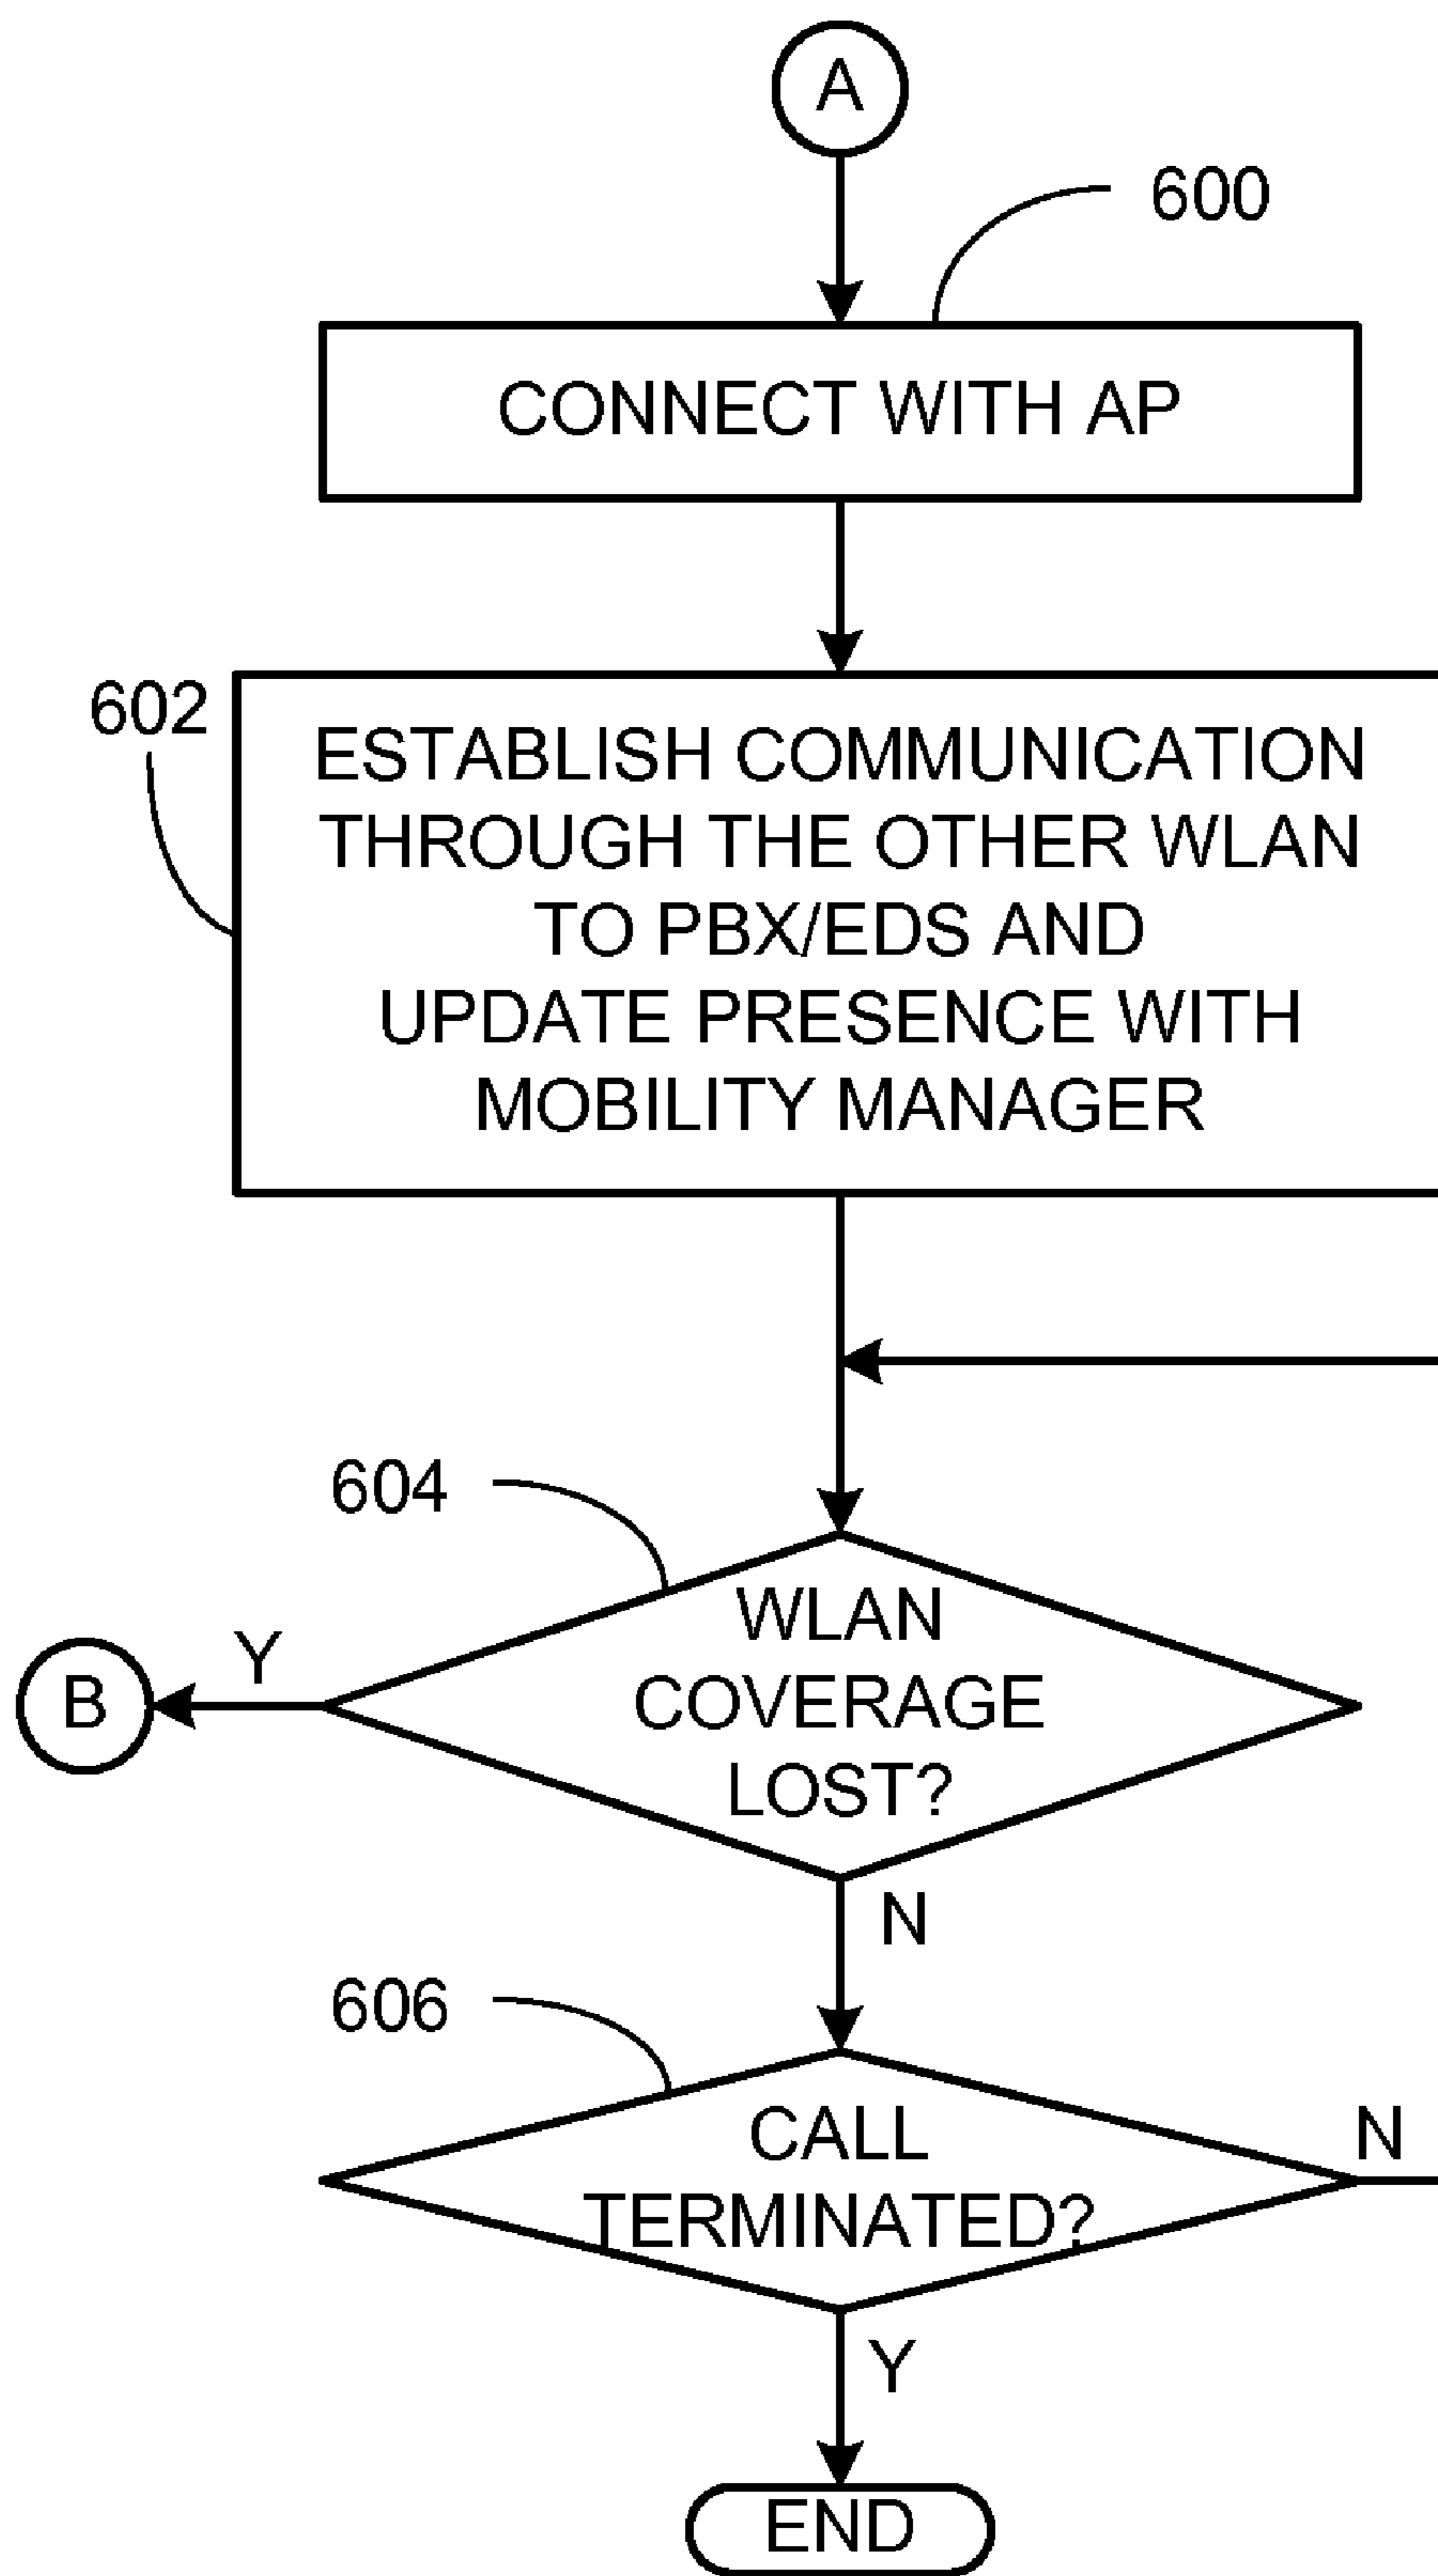 A
600
CONNECT WITH AP
602
ESTABLISH COMMUNICATION
THROUGH THE OTHER WLAN
TO PBX/EDS AND
UPDATE PRESENCE WITH
MOBILITY MANAGER
604
WLAN
COVERAGE
LOST?
Y
B
N
606
CALL
TERMINATED?
N
Y
END